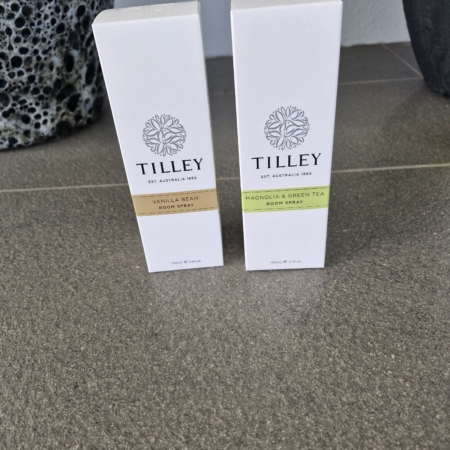 TILLEY
EST. AUSTRALIA 1865
VANILLA BEAN
ROOM SPRAY
TILLEY
EST. AUSTRALIA 1865
MAGNOLIA & GREEN TEA
ROOM SPRAY